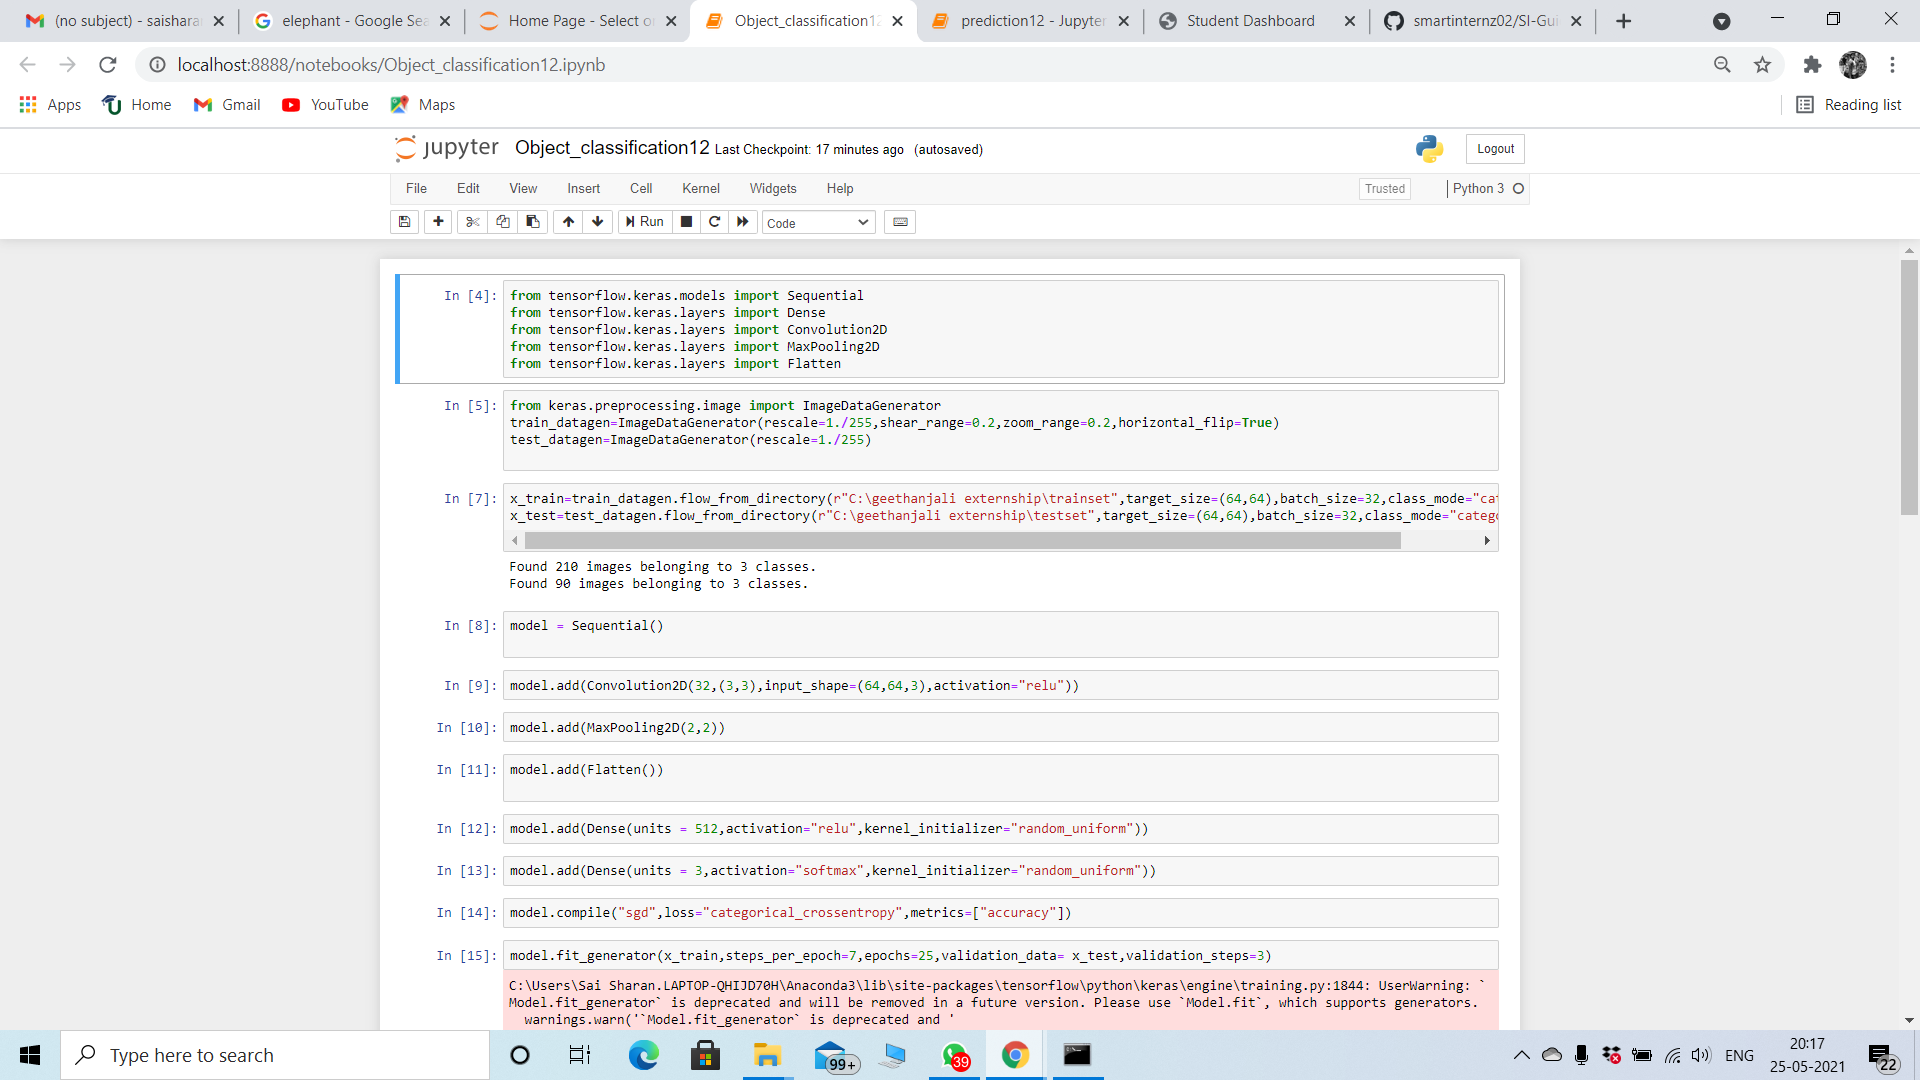 (no subject) - saishara
elephant - Google Sea
Home Page - Select o
Object_classification12
prediction12 - Jupyter
Student Dashboard
smartinternz02/SI-Gui
localhost:8888/notebooks/Object_classification12.ipynb
Apps
Home
Gmail
YouTube
Maps
Reading list
jupyter
Object_classification12 Last Checkpoint: 17 minutes ago (autosaved)
Logout
File
Edit
View
Insert
Cell
Kernel
Widgets
Help
Trusted
Python 3
Run
Code
In [4]:
from tensorflow.keras.models import Sequential
from tensorflow.keras.layers import Dense
from tensorflow.keras.layers import Convolution2D
from tensorflow.keras.layers import MaxPooling2D
from tensorflow.keras.layers import Flatten
In [5]:
from keras.preprocessing.image import ImageDataGenerator
train_datagen=ImageDataGenerator(rescale=1./255,shear_range=0.2,zoom_range=0.2,horizontal_flip=True)
test_datagen=ImageDataGenerator(rescale=1./255)
In [7]:
x_train=train_datagen.flow_from_directory(r"C:\geethanjali externship\trainset",target_size=(64,64),batch_size=32,class_mode="cat
x_test=test_datagen.flow_from_directory(r"C:\geethanjali externship\testset",target_size=(64,64),batch_size=32,class_mode="catego
Found 210 images belonging to 3 classes.
Found 90 images belonging to 3 classes.
In [8]:
model = Sequential()
In [9]:
model.add(Convolution2D(32,(3,3),input_shape=(64,64,3),activation="relu"))
In [10]:
model.add(MaxPooling2D(2,2))
In [11]:
model.add(Flatten())
In [12]:
model.add(Dense(units = 512,activation="relu",kernel_initializer="random_uniform"))
In [13]:
model.add(Dense(units = 3,activation="softmax",kernel_initializer="random_uniform"))
In [14]:
model.compile("sgd",loss="categorical_crossentropy",metrics=["accuracy"])
In [15]:
model.fit_generator(x_train,steps_per_epoch=7,epochs=25,validation_data= x_test,validation_steps=3)
C:\Users\Sai Sharan.LAPTOP-QHIJD70H\Anaconda3\lib\site-packages\tensorflow\python\keras\engine\training.py:1844: UserWarning: `
Model.fit_generator` is deprecated and will be removed in a future version. Please use `Model.fit`, which supports generators.
warnings.warn('`Model.fit_generator` is deprecated and '
Type here to search
99+
39
ENG
20:17
25-05-2021
22